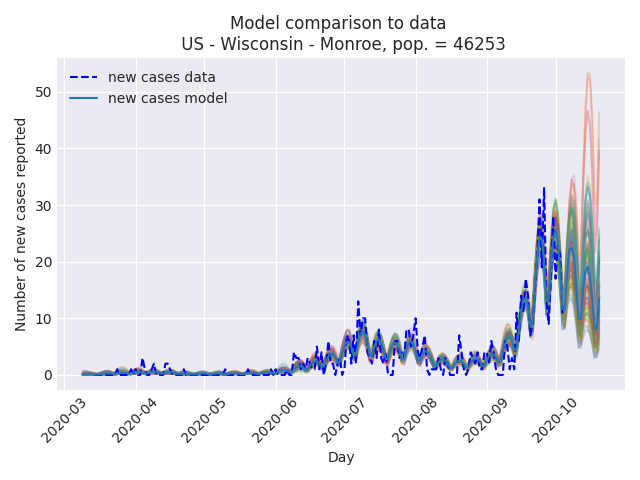 Model comparison to data
US - Wisconsin - Monroe, pop. = 46253
new cases data
new cases model
Number of new cases reported
50
40
30
20
10
0
2020-03
2020-04
2020-05
2020-06
2020-07
2020-08
2020-09
2020-10
Day